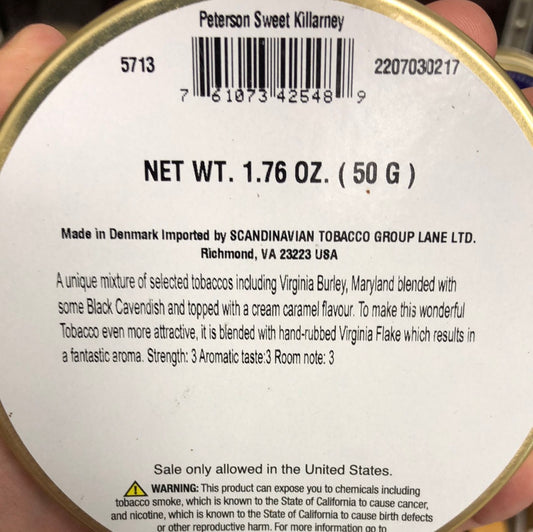 Peterson Sweet Killarney
5713
2207030217
7 61073 42548 9
NET WT. 1.76 OZ. ( 50 G )
Made in Denmark Imported by SCANDINAVIAN TOBACCO GROUP LANE LTD.
Richmond, VA 23223 USA
A unique mixture of selected tobaccos including Virginia Burley, Maryland blended with
some Black Cavendish and topped with a cream caramel flavour. To make this wonderful
Tobacco even more attractive, it is blended with hand-rubbed Virginia Flake which results in
a fantastic aroma. Strength: 3 Aromatic taste:3 Room note: 3
Sale only allowed in the United States.
WARNING: This product can expose you to chemicals including
tobacco smoke, which is known to the State of California to cause cancer,
and nicotine, which is known to the State of California to cause birth defects
or other reproductive harm. For more information go to